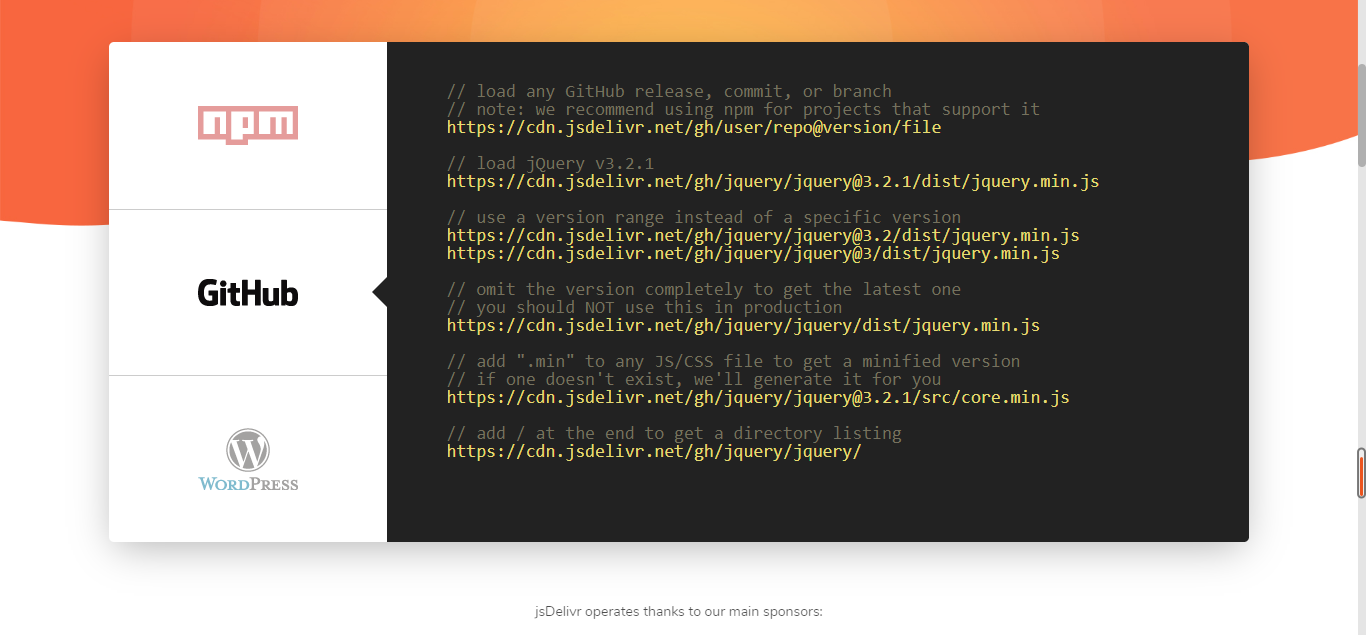 npm
GitHub
WORDPRESS
// load any GitHub release, commit, or branch
// note: we recommend using npm for projects that support it
https://cdn.jsdelivr.net/gh/user/repo@version/file
// load jQuery v3.2.1
https://cdn.jsdelivr.net/gh/jquery/jquery@3.2.1/dist/jquery.min.js
// use a version range instead of a specific version
https://cdn.jsdelivr.net/gh/jquery/jquery@3.2/dist/jquery.min.js
https://cdn.jsdelivr.net/gh/jquery/jquery@3/dist/jquery.min.js
// omit the version completely to get the latest one
// you should NOT use this in production
https://cdn.jsdelivr.net/gh/jquery/jquery/dist/jquery.min.js
// add ".min" to any JS/CSS file to get a minified version
// if one doesn't exist, we'll generate it for you
https://cdn.jsdelivr.net/gh/jquery/jquery@3.2.1/src/core.min.js
// add / at the end to get a directory listing
https://cdn.jsdelivr.net/gh/jquery/jquery/
jsDelivr operates thanks to our main sponsors: